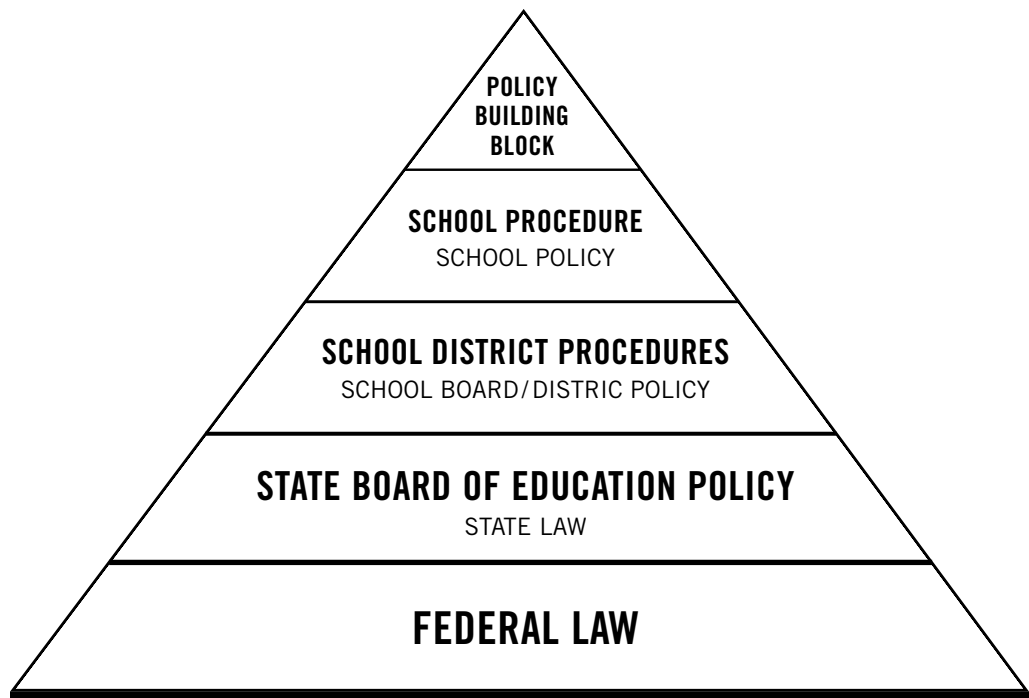 POLICY
BUILDING
BLOCK
SCHOOL PROCEDURE
SCHOOL POLICY
SCHOOL DISTRICT PROCEDURES
SCHOOL BOARD/DISTRIC POLICY
STATE BOARD OF EDUCATION POLICY
STATE LAW
FEDERAL LAW